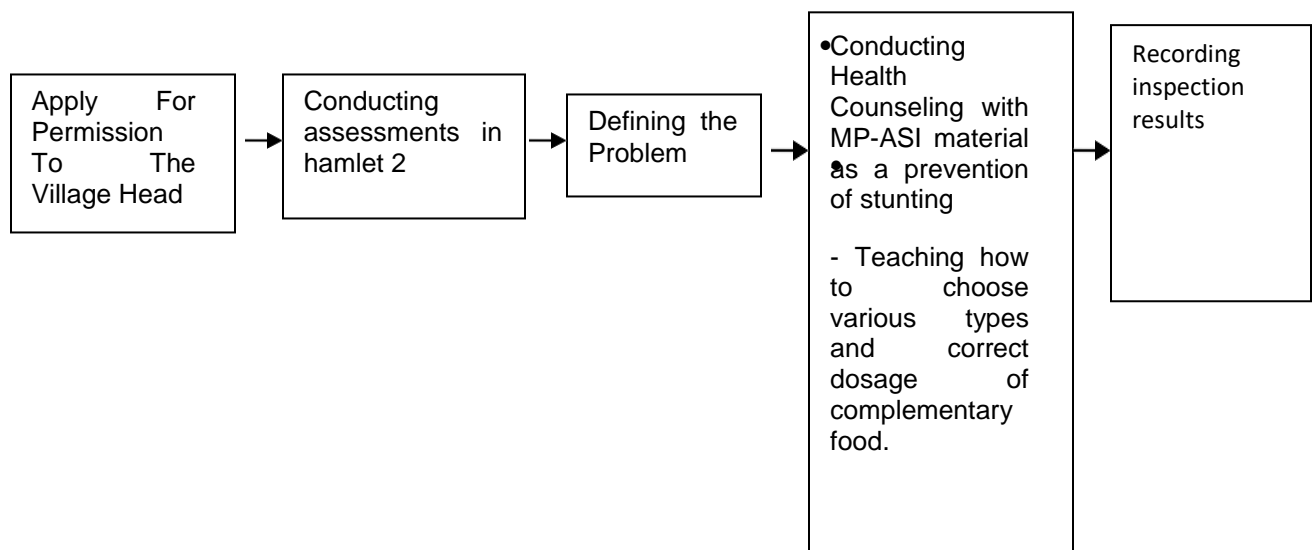 Apply For
Permission
To The
Village Head
Conducting
assessments in
hamlet 2
Defining the
Problem
•Conducting
Health
Counseling with
MP-ASI material
•as a prevention
of stunting
- Teaching how
to choose
various types
and correct
dosage of
complementary
food.
Recording
inspection
results